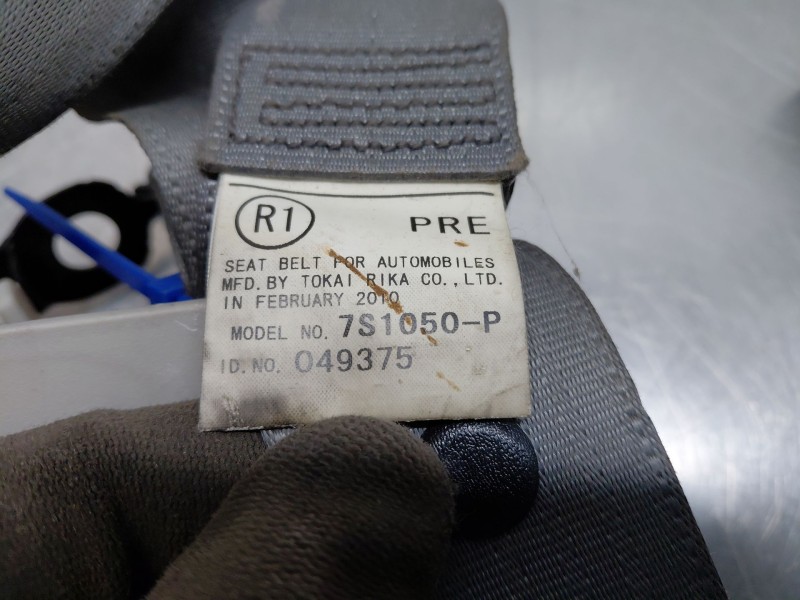 R1 PRE
SEAT BELT FOR AUTOMOBILES
MFD. BY TOKAI RIKA CO., LTD.
IN FEBRUARY 2010
MODEL NO. 7S1050-P
ID. NO. 049375